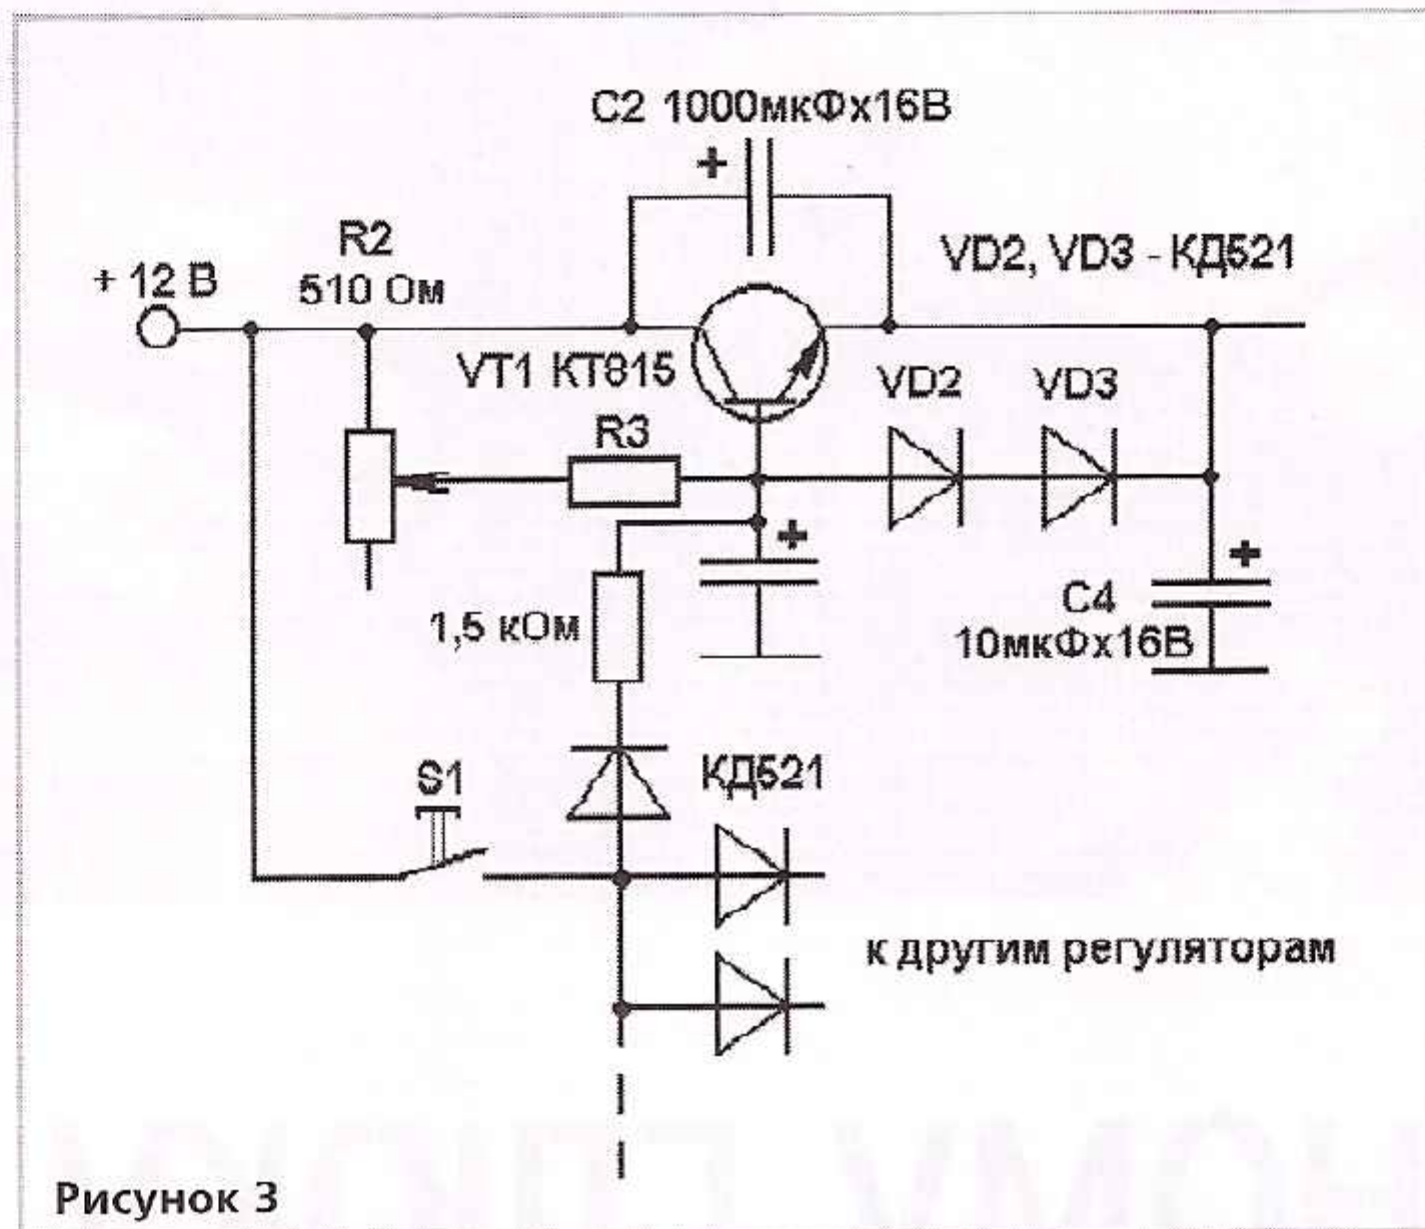 C2 1000мкФх16В
+
R2
510 Ом
+ 12 В
VD2, VD3 - КД521
VT1 КТ815
VD2
VD3
R3
+
+
1,5 кОм
C4
10мкФх16В
S1
КД521
к другим регуляторам
Рисунок 3